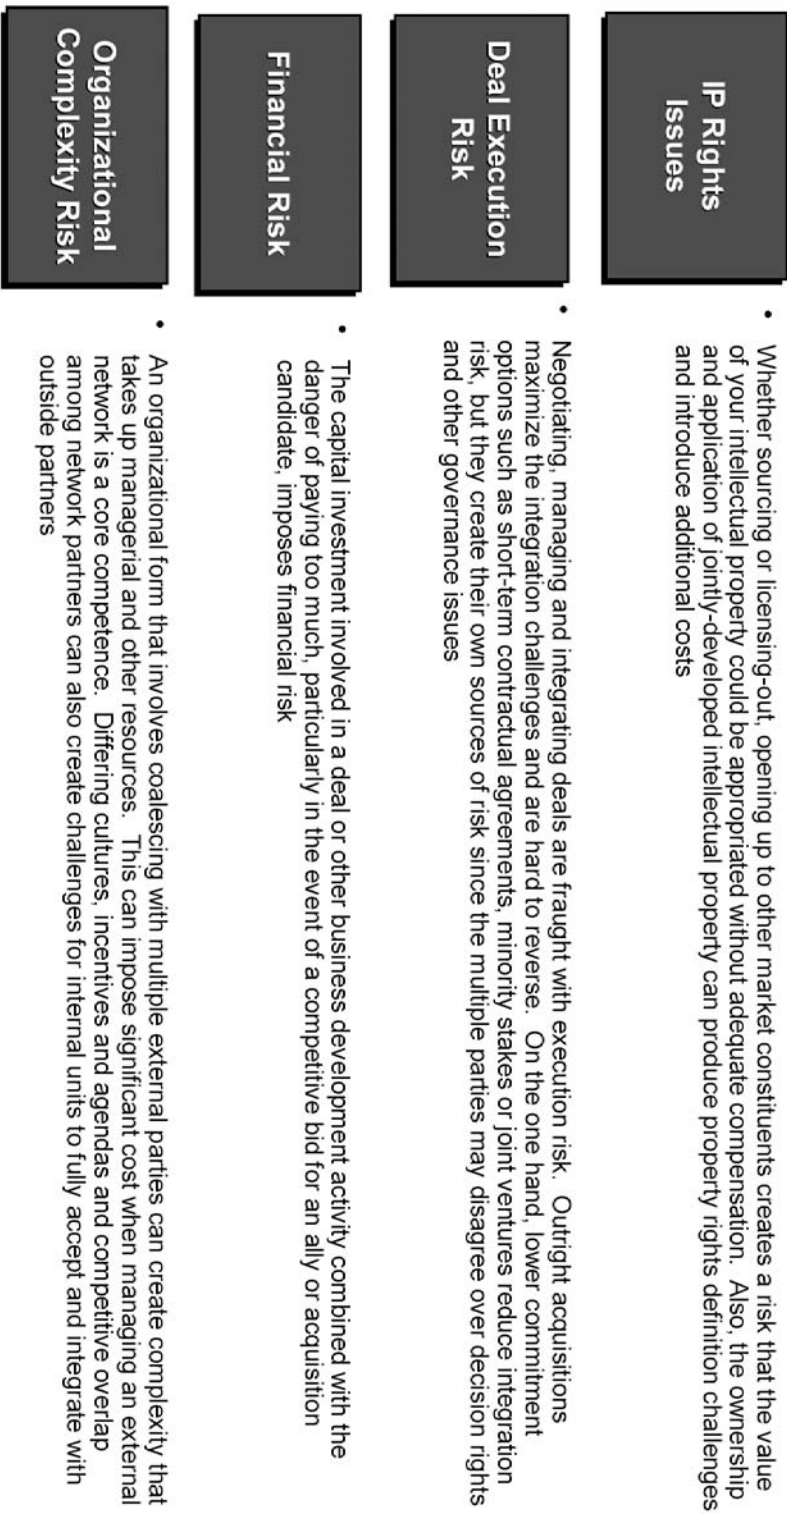 IP Rights
Issues
• Whether sourcing or licensing-out, opening up to other market constituents creates a risk that the value
of your intellectual property could be appropriated without adequate compensation.  Also, the ownership
and application of jointly-developed intellectual property can produce property rights definition challenges
and introduce additional costs
Deal Execution
Risk
• Negotiating, managing and integrating deals are fraught with execution risk.  Outright acquisitions
maximize the integration challenges and are hard to reverse.  On the one hand, lower commitment
options such as short-term contractual agreements, minority stakes or joint ventures reduce integration
risk, but they create their own sources of risk since the multiple parties may disagree over decision rights
and other governance issues
Financial Risk
• The capital investment involved in a deal or other business development activity combined with the
danger of paying too much, particularly in the event of a competitive bid for an ally or acquisition
candidate, imposes financial risk
Organizational
Complexity Risk
• An organizational form that involves coalescing with multiple external parties can create complexity that
takes up managerial and other resources.  This can impose significant cost when managing an external
network is a core competence.  Differing cultures, incentives and agendas and competitive overlap
among network partners can also create challenges for internal units to fully accept and integrate with
outside partners